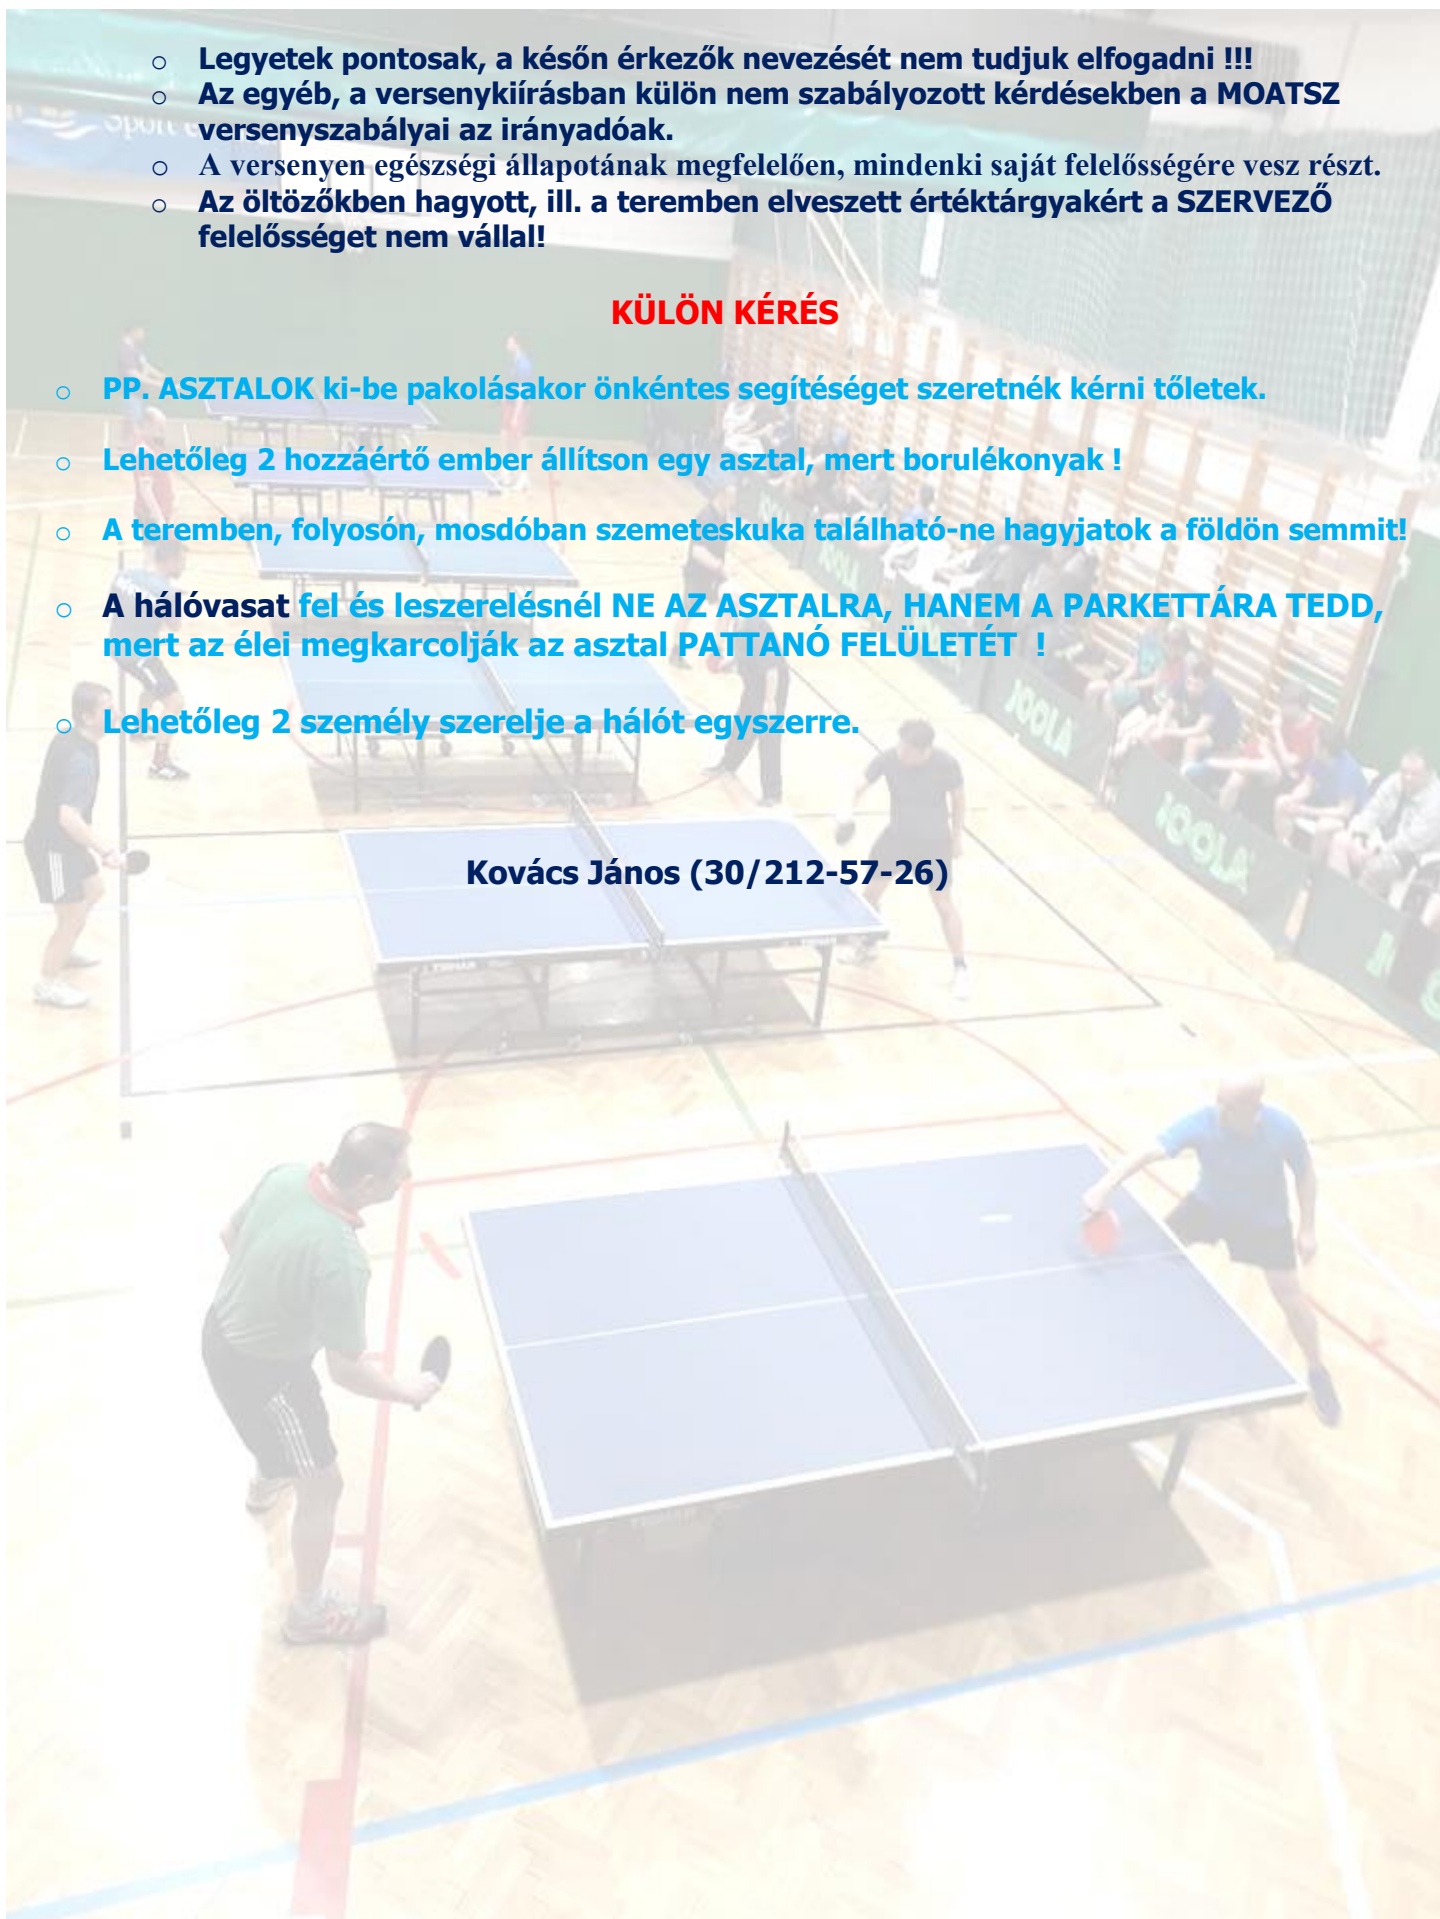 o Legyetek pontosak, a későn érkezők nevezését nem tudjuk elfogadni !!!
o Az egyéb, a versenykiírásban külön nem szabályozott kérdésekben a MOATSZ
versenyszabályai az irányadóak.
o A versenyen egészségi állapotának megfelelően, mindenki saját felelősségére vesz részt.
o Az öltözőkben hagyott, ill. a teremben elveszett értéktárgyakért a SZERVEZŐ
felelősséget nem vállal!
KÜLÖN KÉRÉS
o PP. ASZTALOK ki-be pakolásakor önkéntes segítéséget szeretnék kérni tőletek.
o Lehetőleg 2 hozzáértő ember állítson egy asztal, mert borulékonyak !
o A teremben, folyosón, mosdóban szemeteskuka található-ne hagyjatok a földön semmit!
o A hálóvasat fel és leszerelésnél NE AZ ASZTALRA, HANEM A PARKETTÁRA TEDD,
mert az élei megkarcolják az asztal PATTANÓ FELÜLETÉT !
o Lehetőleg 2 személy szerelje a hálót egyszerre.
Kovács János (30/212-57-26)
Sport
JOOLA
JOOLA
JOOLA